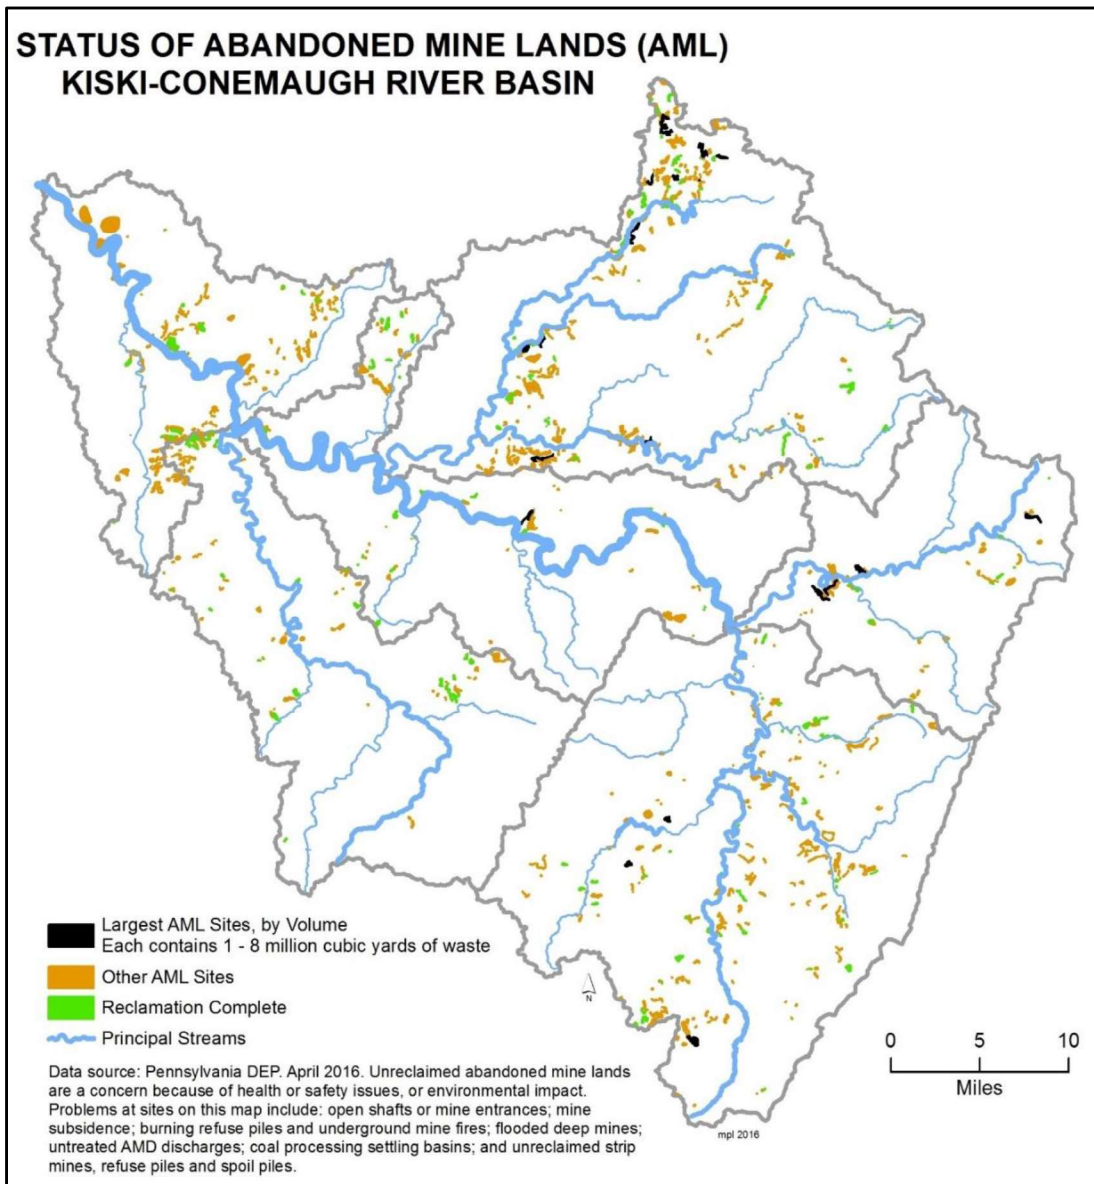 STATUS OF ABANDONED MINE LANDS (AML)
KISKI-CONEMAUGH RIVER BASIN
Largest AML Sites, by Volume
Each contains 1 - 8 million cubic yards of waste
Other AML Sites
Reclamation Complete
Principal Streams
N
0 5 10
Miles
Data source: Pennsylvania DEP. April 2016. Unreclaimed abandoned mine lands
are a concern because of health or safety issues, or environmental impact.
Problems at sites on this map include: open shafts or mine entrances; mine
subsidence; burning refuse piles and underground mine fires; flooded deep mines;
untreated AMD discharges; coal processing settling basins; and unreclaimed strip
mines, refuse piles and spoil piles.
mpl 2016